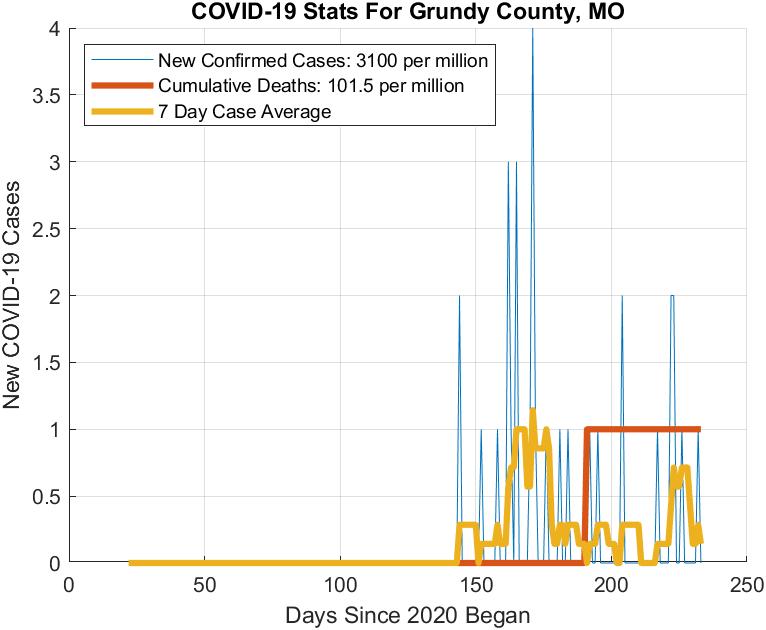 COVID-19 Stats For Grundy County, MO
New Confirmed Cases: 3100 per million
Cumulative Deaths: 101.5 per million
7 Day Case Average
New COVID-19 Cases
4
3.5
3
2.5
2
1.5
1
0.5
0
0 50 100 150 200 250
Days Since 2020 Began